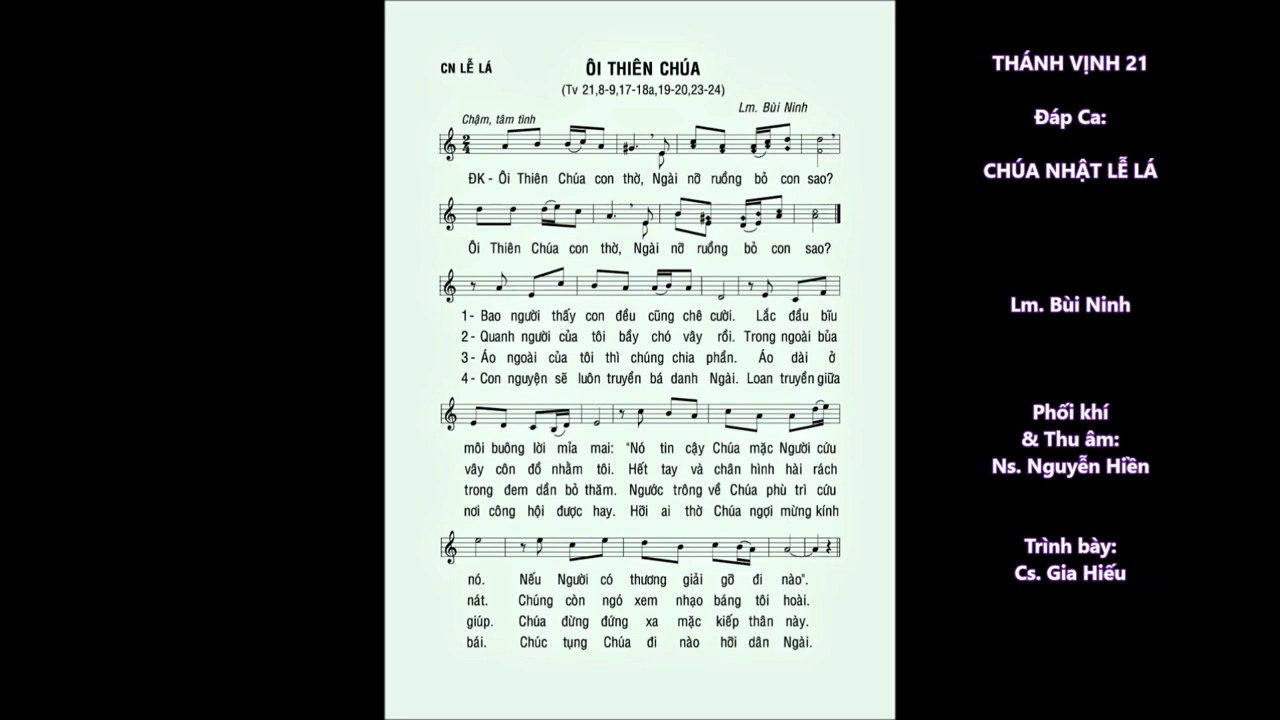 CN LỄ LÁ
ÔI THIÊN CHÚA
(Tv 21,8-9,17-18a,19-20,23-24)
Lm. Bùi Ninh
Chậm, tâm tình
ĐK - Ôi Thiên Chúa con thờ, Ngài nỡ ruồng bỏ con sao?
Ôi Thiên Chúa con thờ, Ngài nỡ ruồng bỏ con sao?
1- Bao người thấy con đều cũng chê cười. Lắc đầu bĩu
2- Quanh người của tôi bầy chó vây rồi. Trong ngoài bủa
3- Áo ngoài của tôi thì chúng chia phần. Áo dài ở
4- Con nguyện sẽ luôn truyền bá danh Ngài. Loan truyền giữa
môi buông lời mỉa mai: "Nó tin cậy Chúa mặc Người cứu
vây côn đồ nhằm tôi. Hết tay và chân hình hài rách
trong đem dần bỏ thăm. Ngước trông về Chúa phù trì cứu
nơi công hội được hay. Hỡi ai thờ Chúa ngợi mừng kính
nó. Nếu Người có thương giải gỡ đi nào".
nát. Chúng còn ngó xem nhạo báng tôi hoài.
giúp. Chúa đừng đứng xa mặc kiếp thân này.
bái. Chúc tụng Chúa đi nào hỡi dân Ngài.
THÁNH VỊNH 21
Đáp Ca:
CHÚA NHẬT LỄ LÁ
Lm. Bùi Ninh
Phối khí
& Thu âm:
Ns. Nguyễn Hiền
Trình bày:
Cs. Gia Hiếu